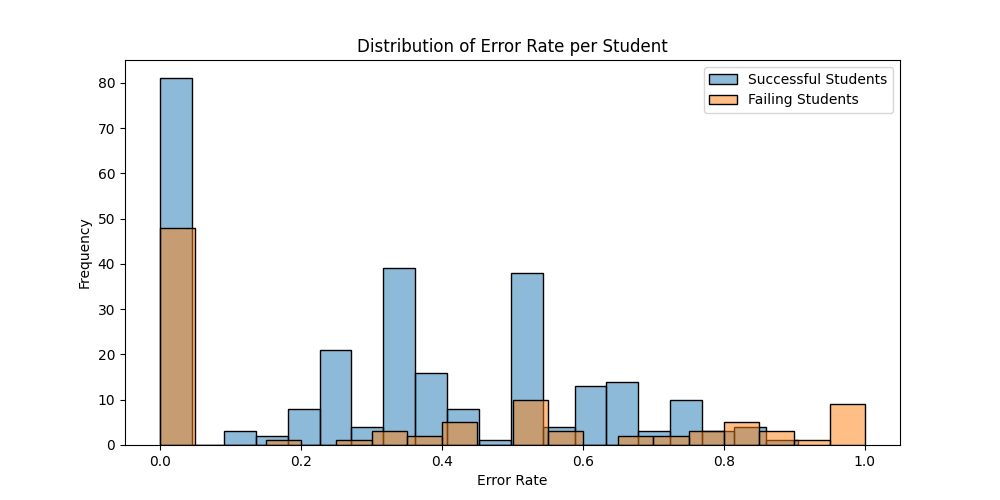 Distribution of Error Rate per Student
Successful Students
Failing Students
Frequency
80
70
60
50
40
30
20
10
0
0.0 0.2 0.4 0.6 0.8 1.0
Error Rate